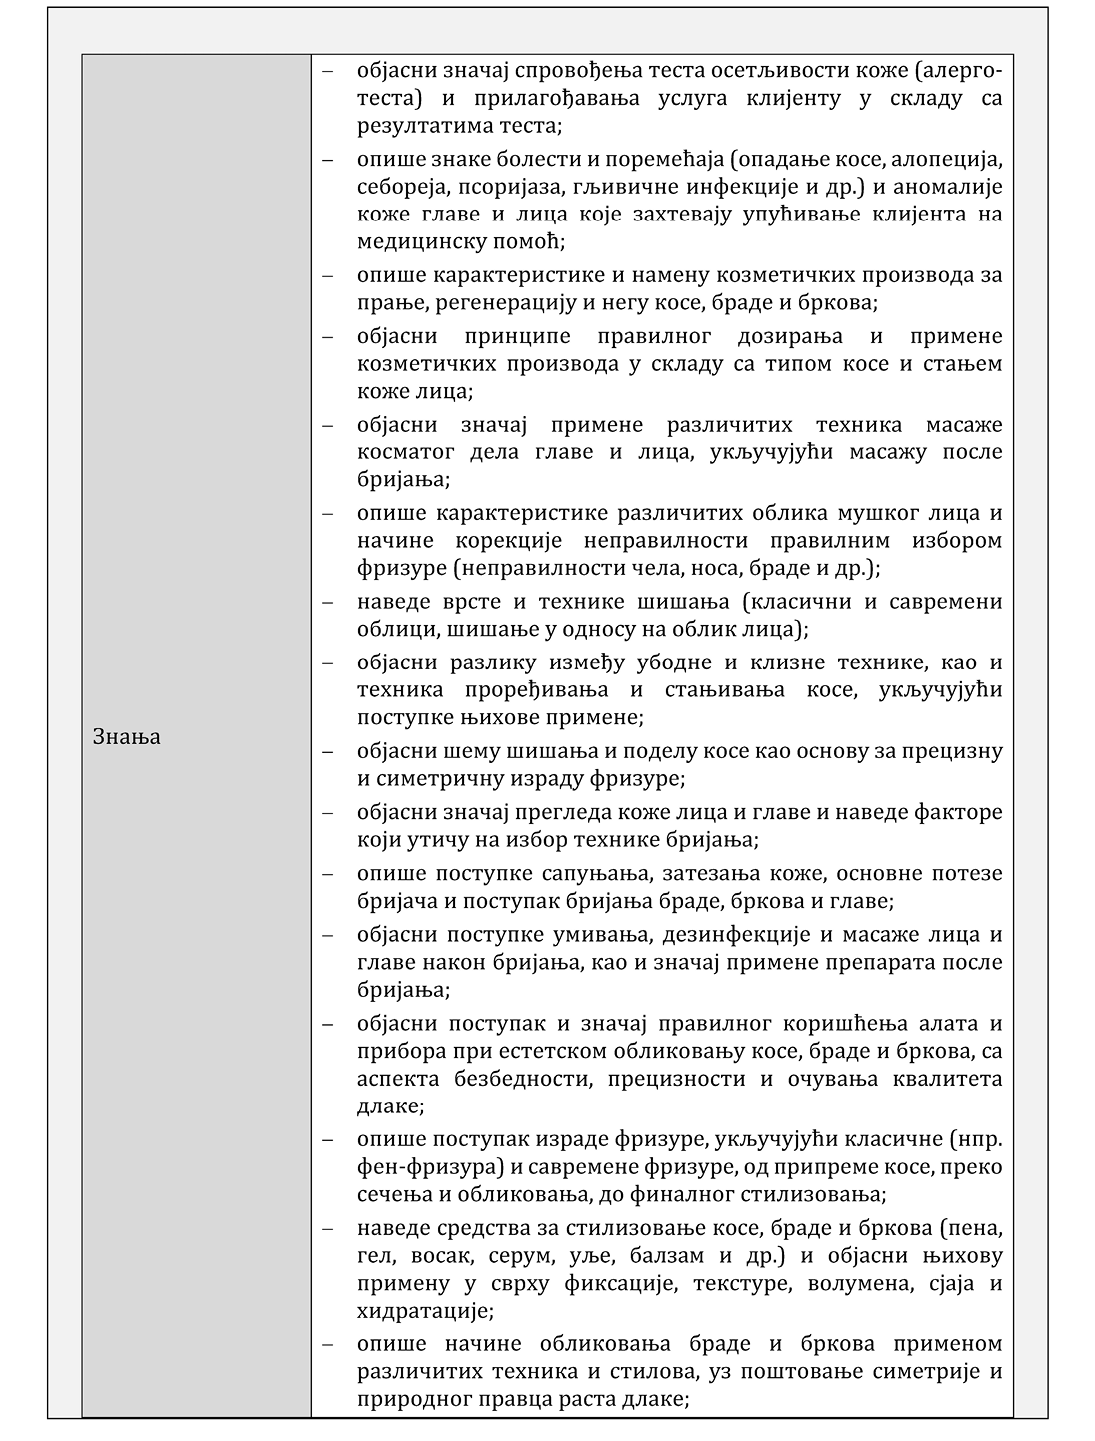 – објасни значај спровођења теста осетљивости коже (алерго-
теста) и прилагођавања услуга клијенту у складу са
резултатима теста;
– опише знаке болести и поремећаја (опадање косе, алопеција,
себореја, псоријаза, гљивичне инфекције и др.) и аномалије
коже главе и лица које захтевају упућивање клијента на
медицинску помоћ;
– опише карактеристике и намену козметичких производа за
прање, регенерацију и негу косе, браде и бркова;
– објасни принципе правилног дозирања и примене
козметичких производа у складу са типом косе и стањем
коже лица;
– објасни значај примене различитих техника масаже
косматог дела главе и лица, укључујући масажу после
бријања;
– опише карактеристике различитих облика мушког лица и
начине корекције неправилности правилним избором
фризуре (неправилности чела, носа, браде и др.);
– наведе врсте и технике шишања (класични и савремени
облици, шишање у односу на облик лица);
– објасни разлику између убодне и клизне технике, као и
техника проређивања и стањивања косе, укључујући
поступке њихове примене;
Знања
– објасни шему шишања и поделу косе као основу за прецизну
и симетричну израду фризуре;
– објасни значај прегледа коже лица и главе и наведе факторе
који утичу на избор технике бријања;
– опише поступке сапуњања, затезања коже, основне потезе
бријача и поступак бријања браде, бркова и главе;
– објасни поступке умивања, дезинфекције и масаже лица и
главе након бријања, као и значај примене препарата после
бријања;
– објасни поступак и значај правилног коришћења алата и
прибора при естетском обликовању косе, браде и бркова, са
аспекта безбедности, прецизности и очувања квалитета
длаке;
– опише поступак израде фризуре, укључујући класичне (нпр.
фен-фризура) и савремене фризуре, од припреме косе, преко
сечења и обликовања, до финалног стилизовања;
– наведе средства за стилизовање косе, браде и бркова (пена,
гел, восак, серум, уље, балзам и др.) и објасни њихову
примену у сврху фиксације, текстуре, волумена, сјаја и
хидратације;
– опише начине обликовања браде и бркова применом
различитих техника и стилова, уз поштовање симетрије и
природног правца раста длаке;